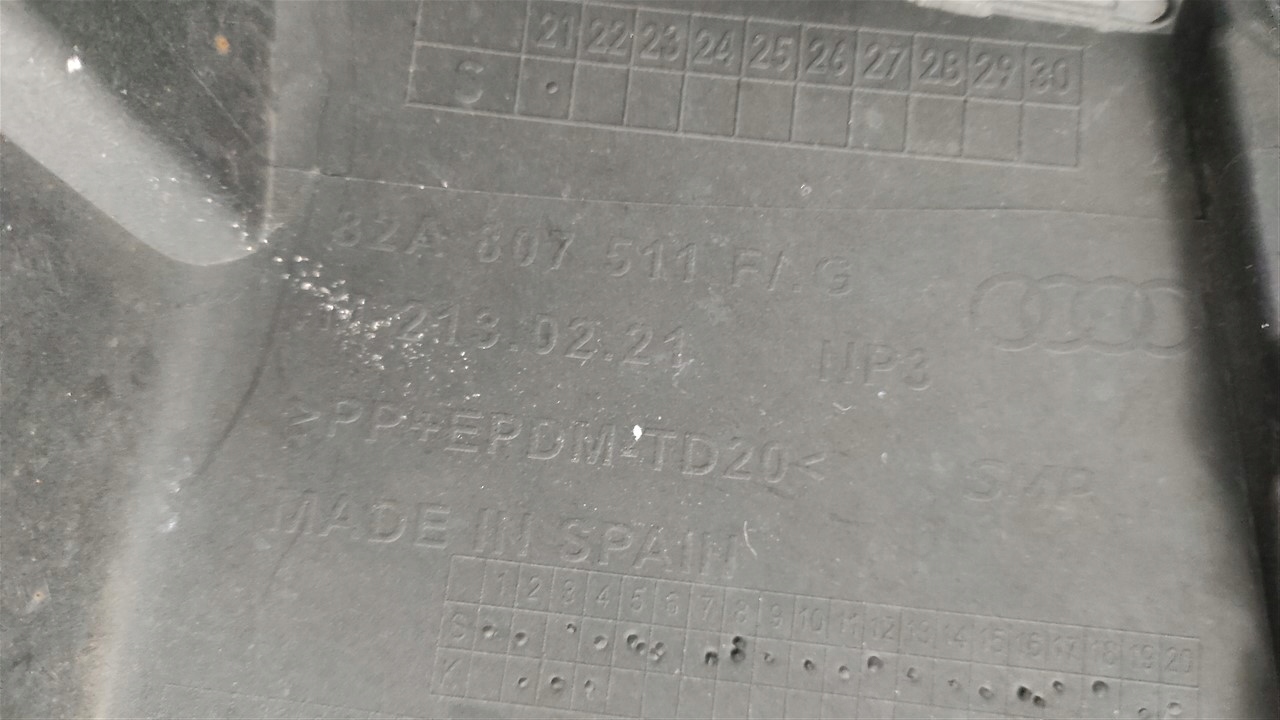 21 22 23 24 25 26 27 28 29 30
S
82A 807 511 F/.G
213.02.21 NP3
>PP+EPDM-TD20<
SMP
MADE IN SPAIN
1 2 3 4 5 6 7 8 9 10 11 12 13 14 15 16 17 18 19 20
S
K